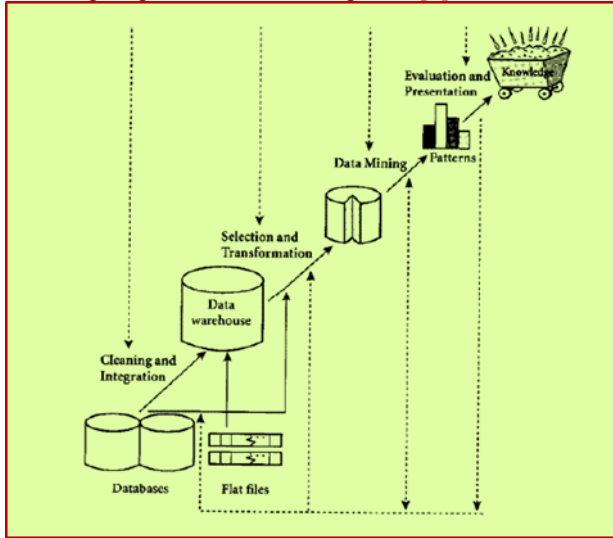 Evaluation and
Presentation
Knowledge
Data Mining
Patterns
Selection and
Transformation
Data
warehouse
Cleaning and
Integration
Databases
Flat files